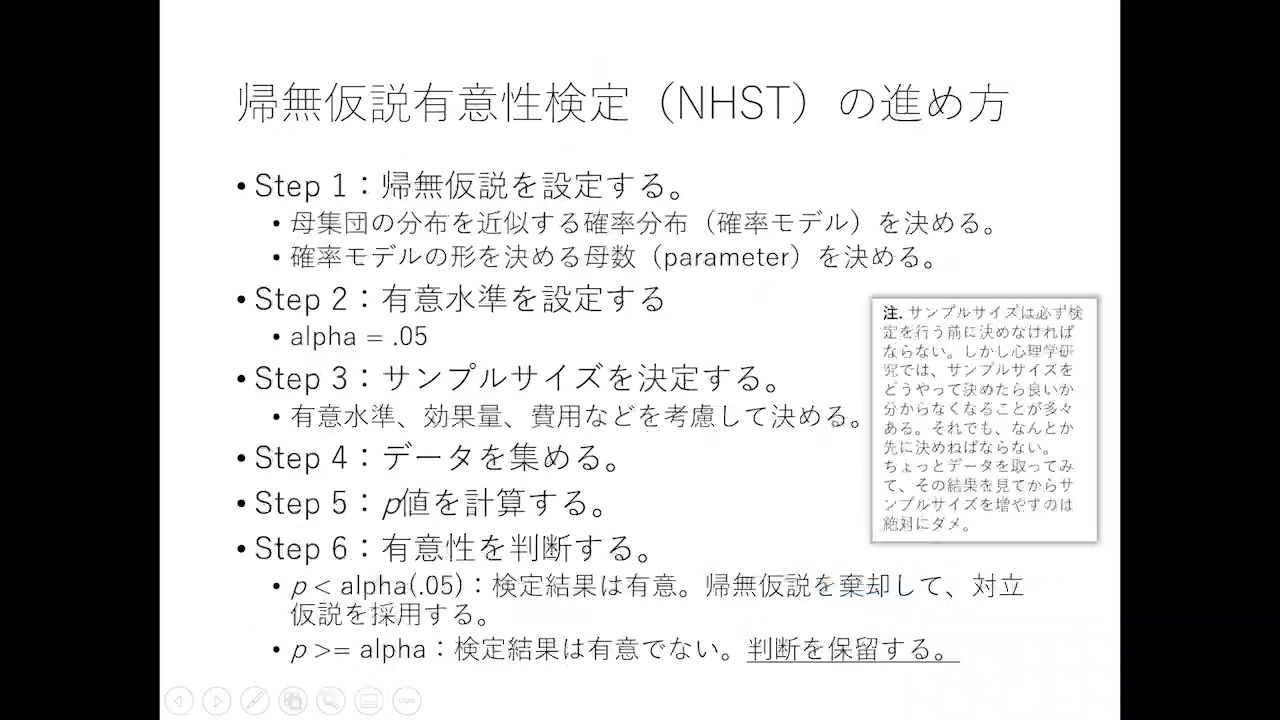 帰無仮説有意性検定（NHST）の進め方
• Step 1：帰無仮説を設定する。
• 母集団の分布を近似する確率分布（確率モデル）を決める。
• 確率モデルの形を決める母数（parameter）を決める。
• Step 2：有意水準を設定する
• alpha = .05
• Step 3：サンプルサイズを決定する。
• 有意水準、効果量、費用などを考慮して決める。
• Step 4：データを集める。
• Step 5：p値を計算する。
• Step 6：有意性を判断する。
• p < alpha(.05)：検定結果は有意。帰無仮説を棄却して、対立
仮説を採用する。
• p >= alpha：検定結果は有意でない。判断を保留する。
注. サンプルサイズは必ず検
定を行う前に決めなければ
ならない。しかし心理学研
究では、サンプルサイズを
どうやって決めたら良いか
分からなくなることが多々
ある。それでも、なんとか
先に決めねばならない。
ちょっとデータを取ってみ
て、その結果を見てからサ
ンプルサイズを増やすのは
絶対にダメ。